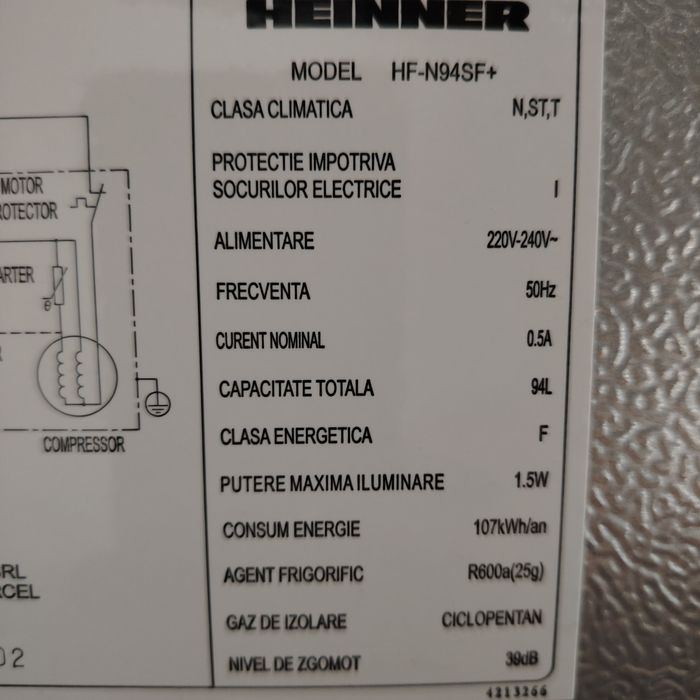 HEINNER
MODEL HF-N94SF+
CLASA CLIMATICA N,ST,T
PROTECTIE IMPOTRIVA
SOCURILOR ELECTRICE I
ALIMENTARE 220V-240V~
FRECVENTA 50Hz
CURENT NOMINAL 0.5A
CAPACITATE TOTALA 94L
CLASA ENERGETICA F
PUTERE MAXIMA ILUMINARE 1.5W
CONSUM ENERGIE 107kWh/an
AGENT FRIGORIFIC R600a(25g)
GAZ DE IZOLARE CICLOPENTAN
NIVEL DE ZGOMOT 39dB
4213266
MOTOR
ROTECTOR
ARTER
θ
R
COMPRESSOR
SRL
RCEL
02